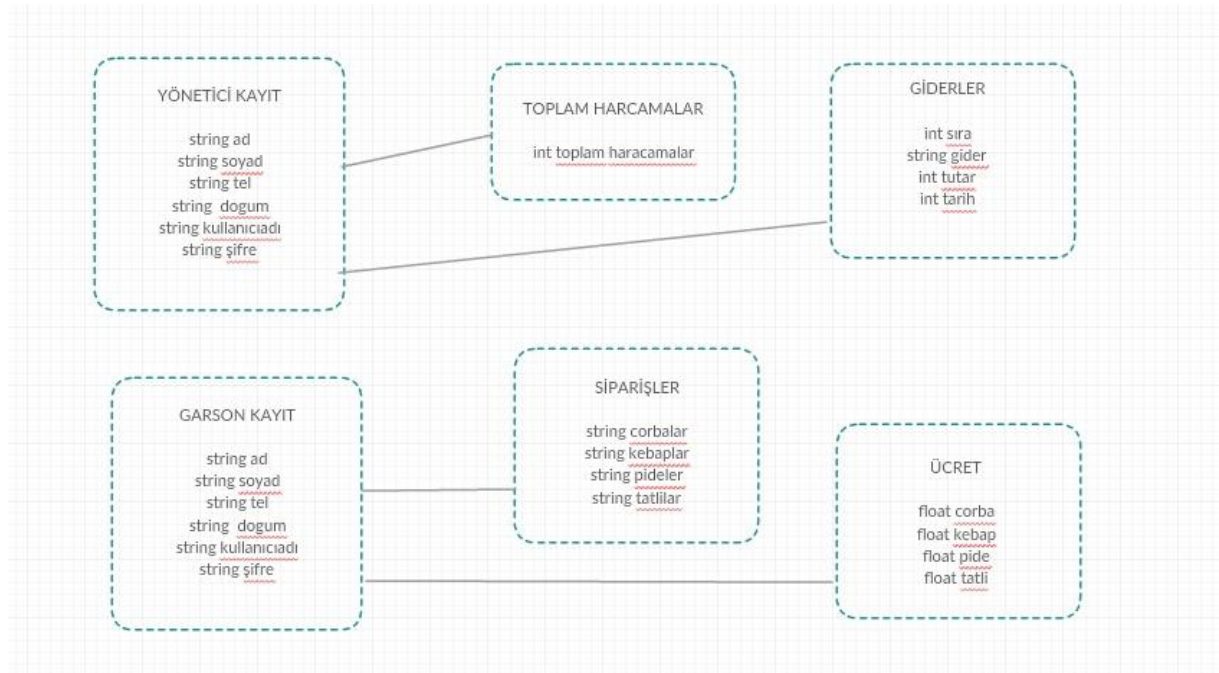 YÖNETİCİ KAYIT
string ad
string soyad
string tel
string dogum
string kullanıcıadı
string şifre
TOPLAM HARCAMALAR
int toplam haracamalar
GİDERLER
int sıra
string gider
int tutar
int tarih
GARSON KAYIT
string ad
string soyad
string tel
string dogum
string kullanıcıadı
string şifre
SİPARİŞLER
string corbalar
string kebaplar
string pideler
string tatlilar
ÜCRET
float corba
float kebap
float pide
float tatli